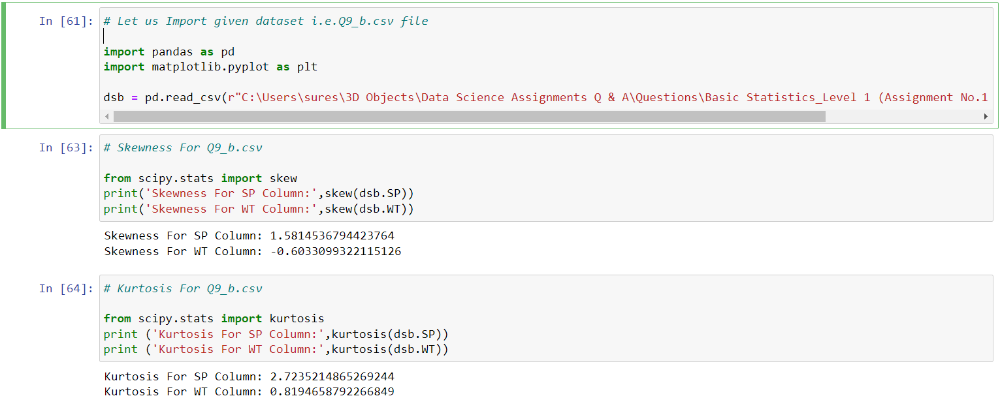 In [61]: # Let us Import given dataset i.e.Q9_b.csv file
import pandas as pd
import matplotlib.pyplot as plt
dsb = pd.read_csv(r"C:\Users\sures\3D Objects\Data Science Assignments Q & A\Questions\Basic Statistics_Level 1 (Assignment No.1
In [63]: # Skewness For Q9_b.csv
from scipy.stats import skew
print('Skewness For SP Column:',skew(dsb.SP))
print('Skewness For WT Column:',skew(dsb.WT))
Skewness For SP Column: 1.5814536794423764
Skewness For WT Column: -0.6033099322115126
In [64]: # Kurtosis For Q9_b.csv
from scipy.stats import kurtosis
print ('Kurtosis For SP Column:',kurtosis(dsb.SP))
print ('Kurtosis For WT Column:',kurtosis(dsb.WT))
Kurtosis For SP Column: 2.7235214865269244
Kurtosis For WT Column: 0.8194658792266849